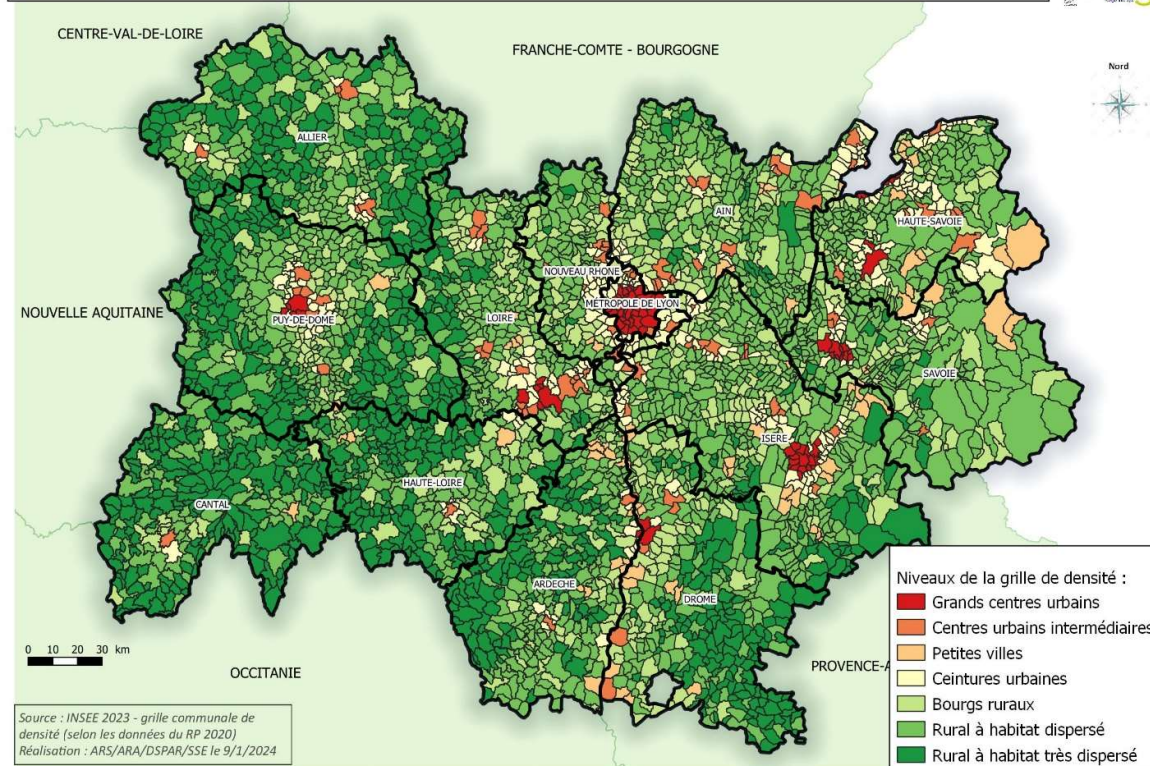 CENTRE-VAL-DE-LOIRE
FRANCHE-COMTE - BOURGOGNE
Nord
ALLIER
AIN
HAUTE-SAVOIE
NOUVEAU RHONE
MÉTROPOLE DE LYON
NOUVELLE AQUITAINE
PUY-DE-DOME
LOIRE
SAVOIE
ISERE
HAUTE-LOIRE
CANTAL
ARDECHE
DROME
0 10 20 30 km
OCCITANIE
PROVENCE-A
Niveaux de la grille de densité :
Grands centres urbains
Centres urbains intermédiaires
Petites villes
Ceintures urbaines
Bourgs ruraux
Rural à habitat dispersé
Rural à habitat très dispersé
Source : INSEE 2023 - grille communale de
densité (selon les données du RP 2020)
Réalisation : ARS/ARA/DSPAR/SSE le 9/1/2024